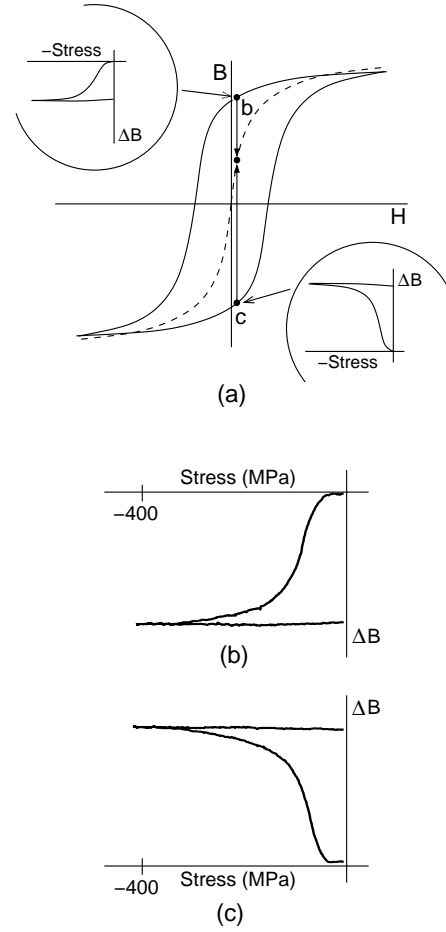 B
−Stress
b
ΔB
H
ΔB
c
−Stress
(a)
Stress (MPa)
−400
ΔB
(b)
ΔB
−400
Stress (MPa)
(c)